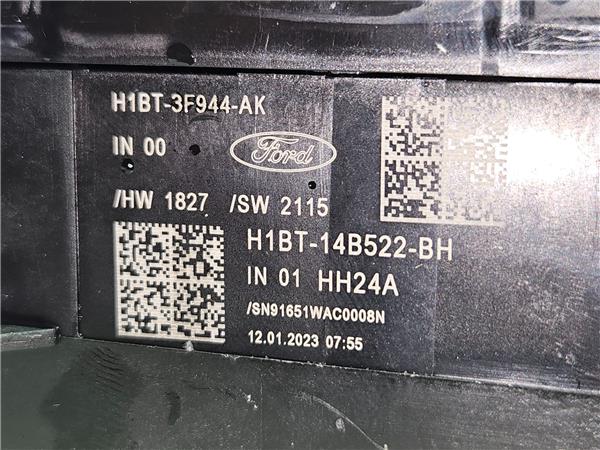 H1BT-3F944-AK
IN 00
Ford
/HW 1827 /SW 2115
H1BT-14B522-BH
IN 01 HH24A
/SN91651WAC0008N
12.01.2023 07:55